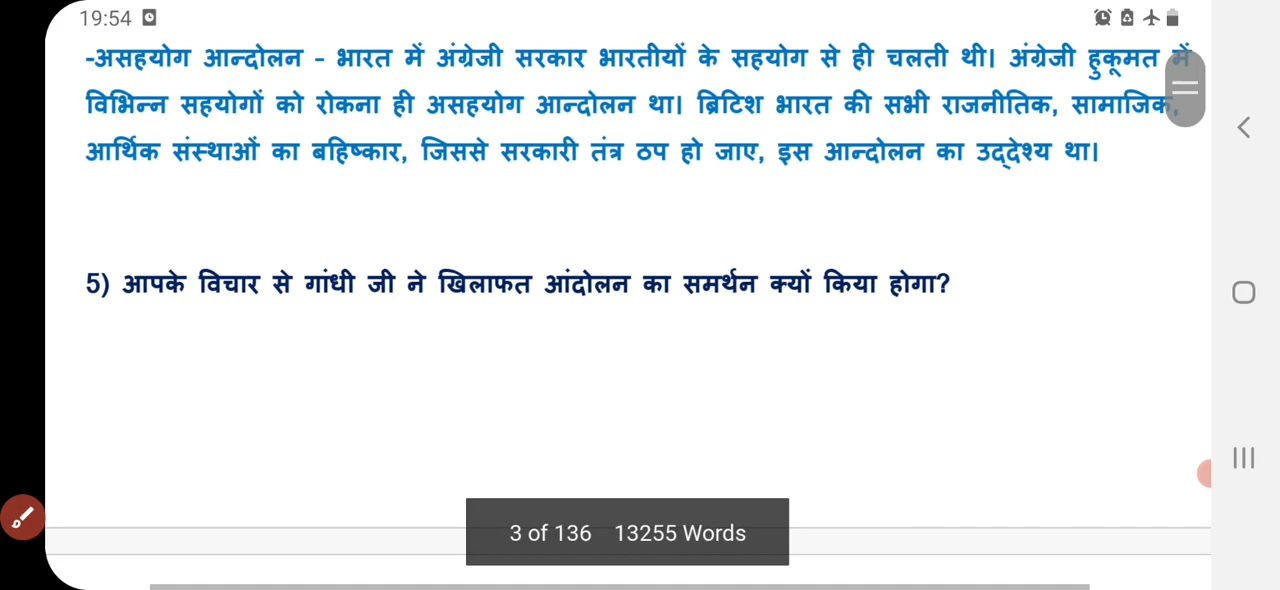 19:54
-असहयोग आन्दोलन – भारत में अंग्रेजी सरकार भारतीयों के सहयोग से ही चलती थी। अंग्रेजी हुकूमत में
विभिन्न सहयोगों को रोकना ही असहयोग आन्दोलन था। ब्रिटिश भारत की सभी राजनीतिक, सामाजिक,
आर्थिक संस्थाओं का बहिष्कार, जिससे सरकारी तंत्र ठप हो जाए, इस आन्दोलन का उद्देश्य था।
5) आपके विचार से गांधी जी ने खिलाफत आंदोलन का समर्थन क्यों किया होगा?
3 of 136 13255 Words